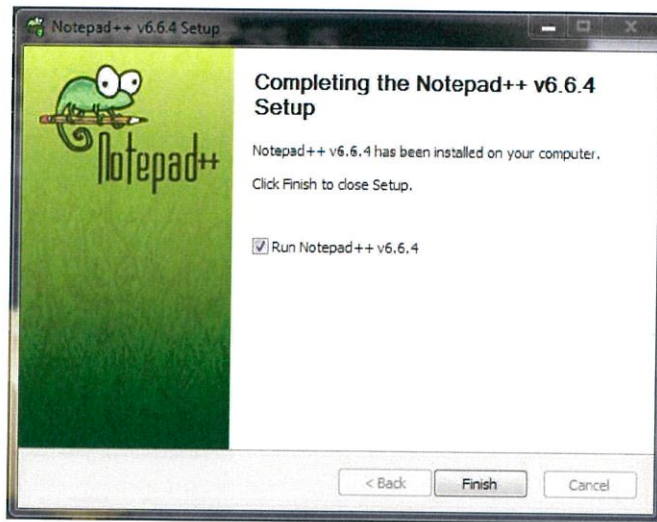 Notepad++ v6.6.4 Setup
Notepad++
Completing the Notepad++ v6.6.4
Setup
Notepad++ v6.6.4 has been installed on your computer.
Click Finish to close Setup.
Run Notepad++ v6.6.4
< Back Finish Cancel